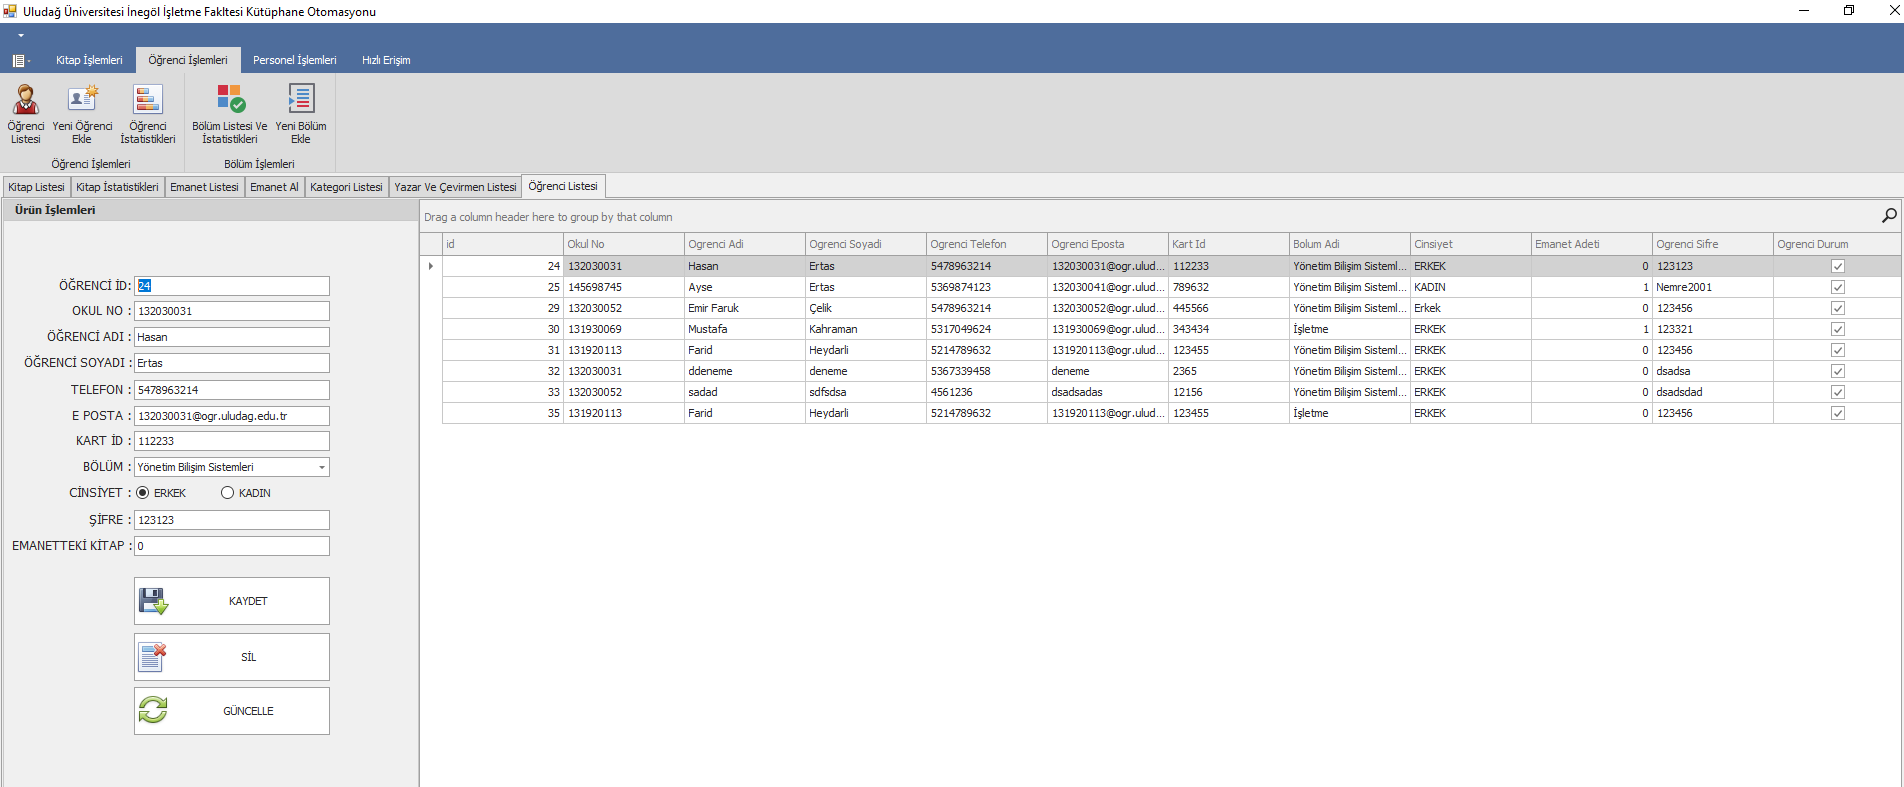 Uludağ Üniversitesi İnegöl İşletme Fakltesi Kütüphane Otomasyonu
Kitap İşlemleri Öğrenci İşlemleri Personel İşlemleri Hızlı Erişim
Öğrenci Listesi Yeni Öğrenci Ekle Öğrenci İstatistikleri Bölüm Listesi Ve İstatistikleri Yeni Bölüm Ekle
Öğrenci İşlemleri Bölüm İşlemleri
Kitap Listesi Kitap İstatistikleri Emanet Listesi Emanet Al Kategori Listesi Yazar Ve Çevirmen Listesi Öğrenci Listesi
Ürün İşlemleri
ÖĞRENCİ İD: 24
OKUL NO : 132030031
ÖĞRENCİ ADI : Hasan
ÖĞRENCİ SOYADI : Ertas
TELEFON : 5478963214
E POSTA : 132030031@ogr.uludag.edu.tr
KART İD : 112233
BÖLÜM : Yönetim Bilişim Sistemleri
CİNSİYET : ERKEK KADIN
ŞİFRE : 123123
EMANETTEKİ KİTAP : 0
KAYDET
SİL
GÜNCELLE
Drag a column header here to group by that column
id Okul No Ogrenci Adi Ogrenci Soyadi Ogrenci Telefon Ogrenci Eposta Kart Id Bolum Adi Cinsiyet Emanet Adeti Ogrenci Sifre Ogrenci Durum
24 132030031 Hasan Ertas 5478963214 132030031@ogr.ulud... 112233 Yönetim Bilişim Sisteml... ERKEK 0 123123
25 145698745 Ayse Ertas 5369874123 132030041@ogr.ulud... 789632 Yönetim Bilişim Sisteml... KADIN 1 Nemre2001
29 132030052 Emir Faruk Çelik 5478963214 132030052@ogr.ulud... 445566 Yönetim Bilişim Sisteml... Erkek 0 123456
30 131930069 Mustafa Kahraman 5317049624 131930069@ogr.ulud... 343434 İşletme ERKEK 1 123321
31 131920113 Farid Heydarli 5214789632 131920113@ogr.ulud... 123455 Yönetim Bilişim Sisteml... ERKEK 0 123456
32 132030031 ddeneme deneme 5367339458 deneme 2365 Yönetim Bilişim Sisteml... ERKEK 0 dsadsa
33 132030052 sadad sdfsdsa 4561236 dsadsadas 12156 Yönetim Bilişim Sisteml... ERKEK 0 dsadsdad
35 131920113 Farid Heydarli 5214789632 131920113@ogr.ulud... 123455 İşletme ERKEK 0 123456